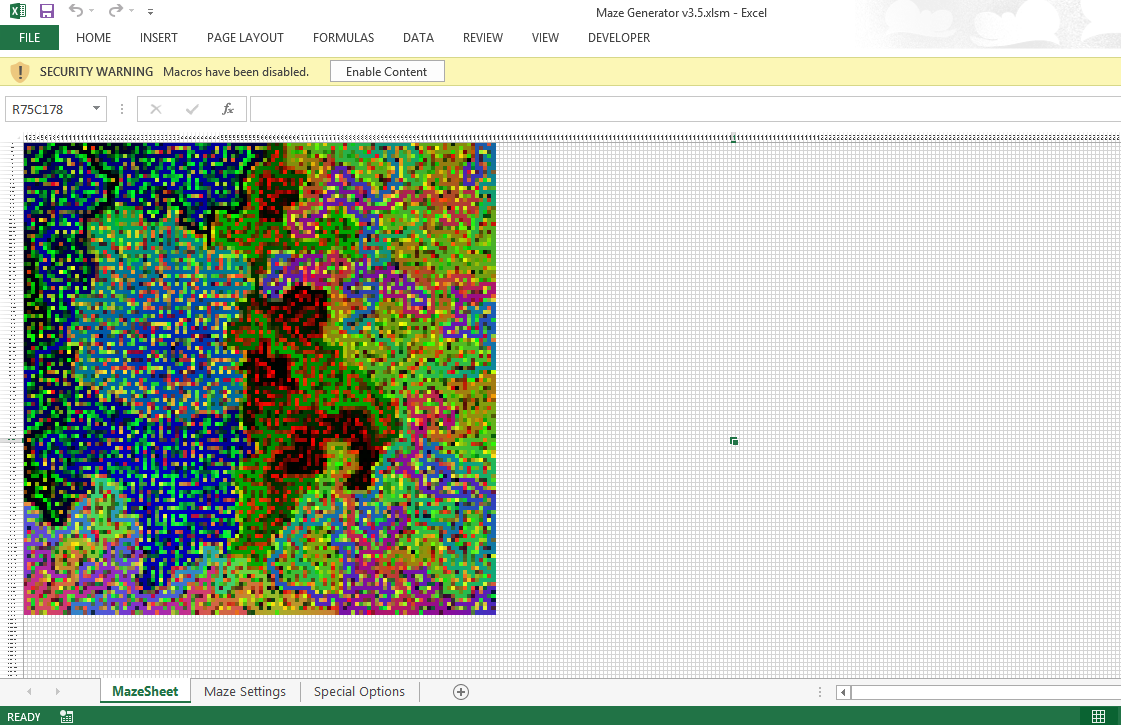 Maze Generator v3.5.xlsm - Excel
FILE HOME INSERT PAGE LAYOUT FORMULAS DATA REVIEW VIEW DEVELOPER
SECURITY WARNING Macros have been disabled. Enable Content
R75C178 fx
MazeSheet Maze Settings Special Options
READY